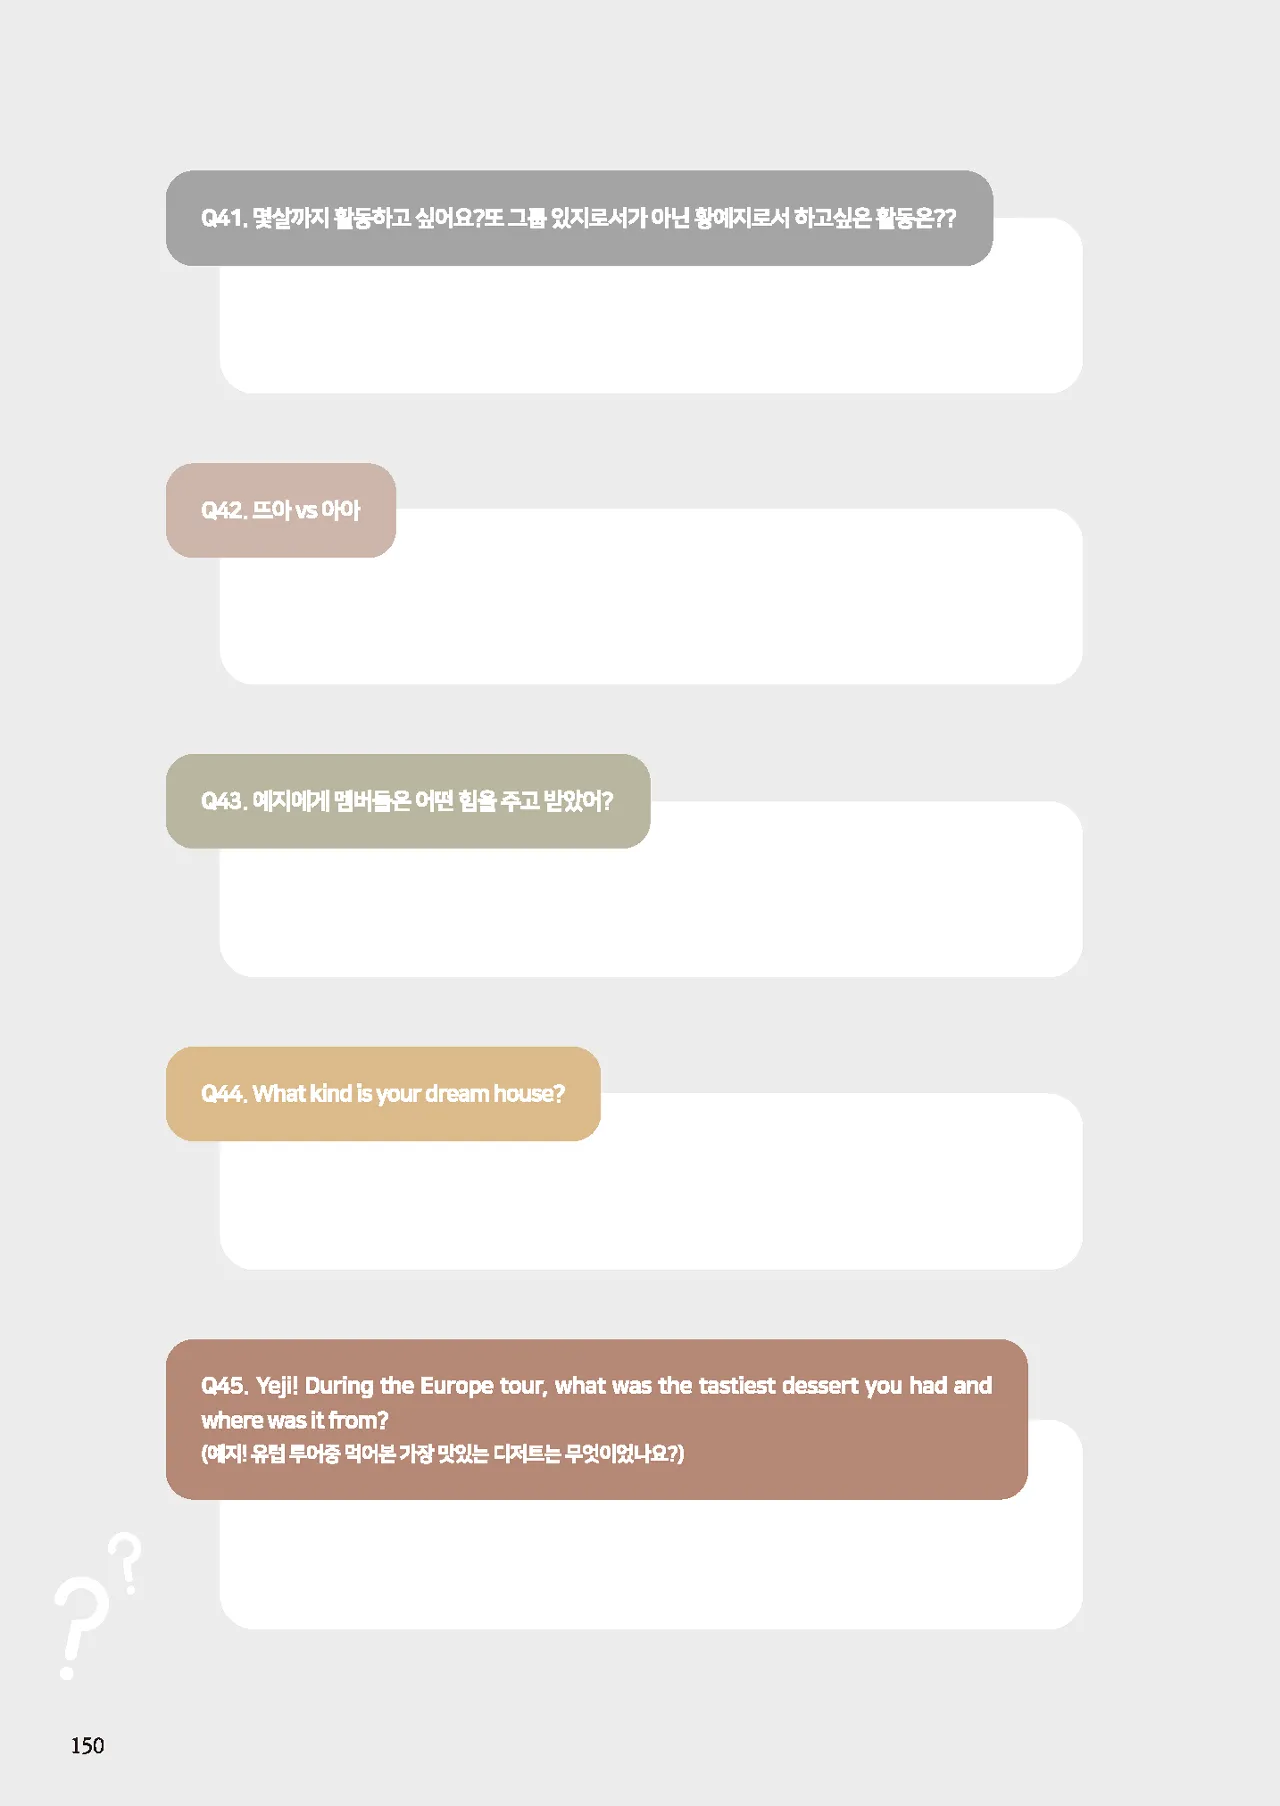 Q41. 몇살까지 활동하고 싶어요?또 그룹 있지로서가 아닌 황예지로서 하고싶은 활동은??
Q42. 뜨아 vs 아아
Q43. 예지에게 멤버들은 어떤 힘을 주고 받았어?
Q44. What kind is your dream house?
Q45. Yeji! During the Europe tour, what was the tastiest dessert you had and
where was it from?
(예지! 유럽 투어중 먹어본 가장 맛있는 디저트는 무엇이었나요?)
??
150